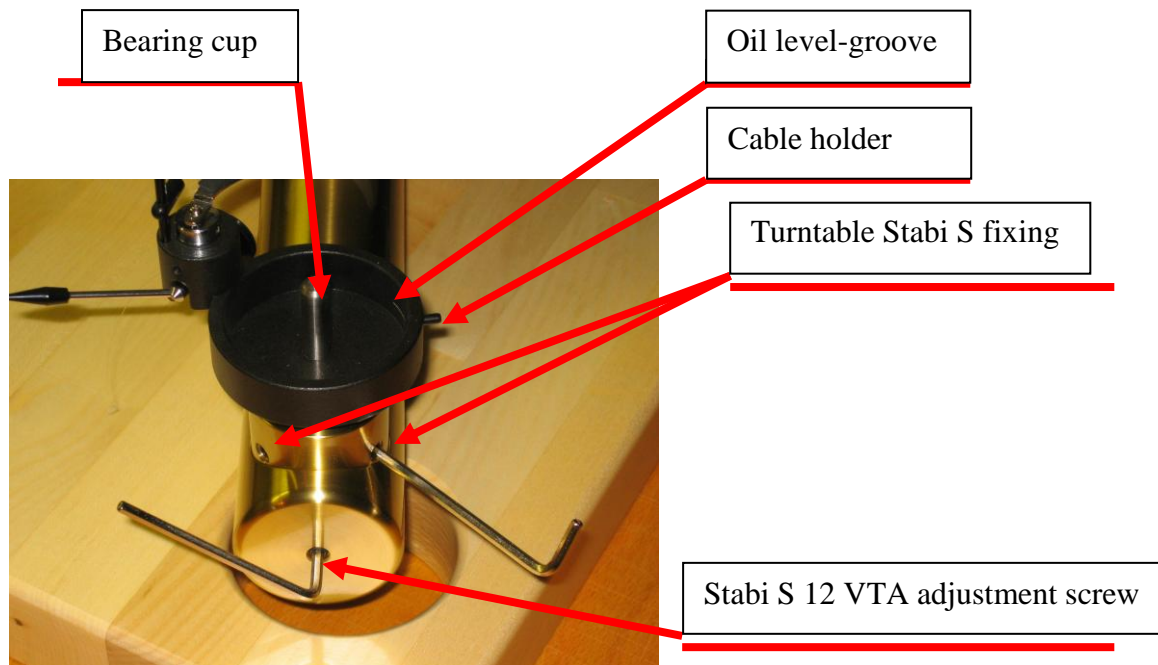 Bearing cup
Oil level-groove
Cable holder
Turntable Stabi S fixing
Stabi S 12 VTA adjustment screw